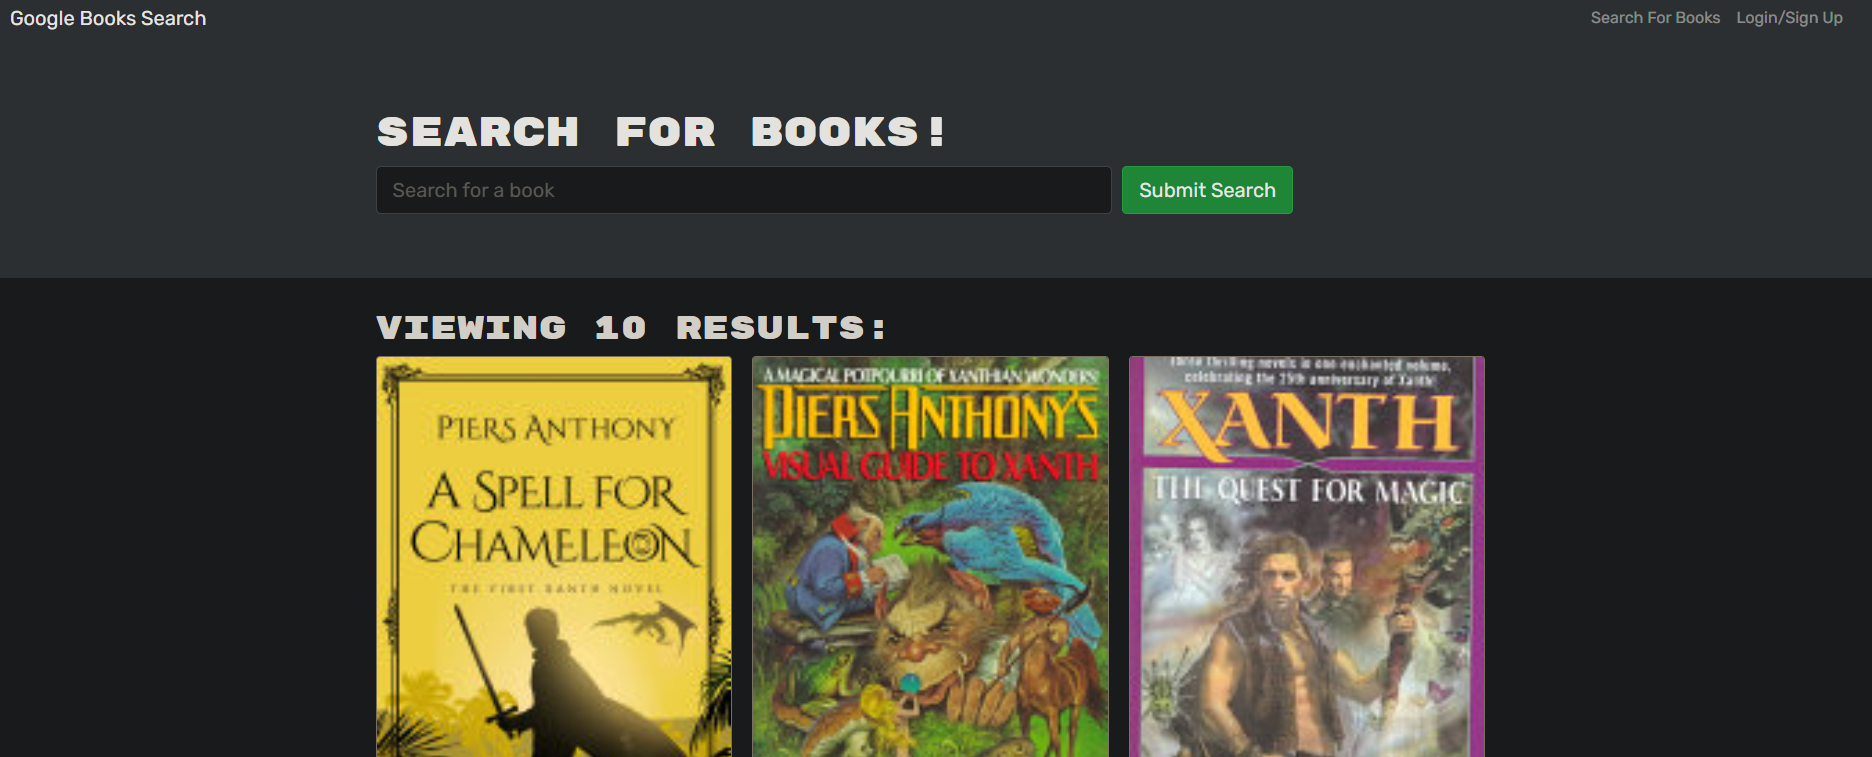 Google Books Search
Search For Books Login/Sign Up
SEARCH FOR BOOKS!
Search for a book
Submit Search
VIEWING 10 RESULTS:
PIERS ANTHONY
A SPELL FOR
CHAMELEON
THE FIRST XANTH NOVEL
A MAGICAL POTPOURRI OF XANTHIAN WONDERS!
PIERS ANTHONY'S
VISUAL GUIDE TO XANTH
Three thrilling novels in one enchanted volume,
celebrating the 25th anniversary of Xanth!
XANTH
THE QUEST FOR MAGIC